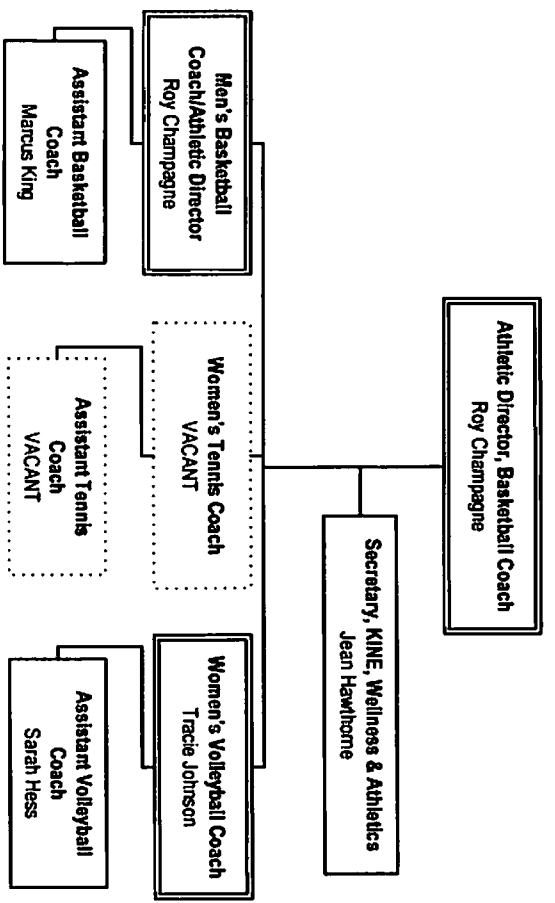 Athletic Director, Basketball Coach
Roy Champagne
Secretary, KINE, Wellness & Athletics
Jean Hawthorne
Men's Basketball
Coach/Athletic Director
Roy Champagne
Women's Tennis Coach
VACANT
Women's Volleyball Coach
Tracie Johnson
Assistant Basketball
Coach
Marcus King
Assistant Tennis
Coach
VACANT
Assistant Volleyball
Coach
Sarah Hess